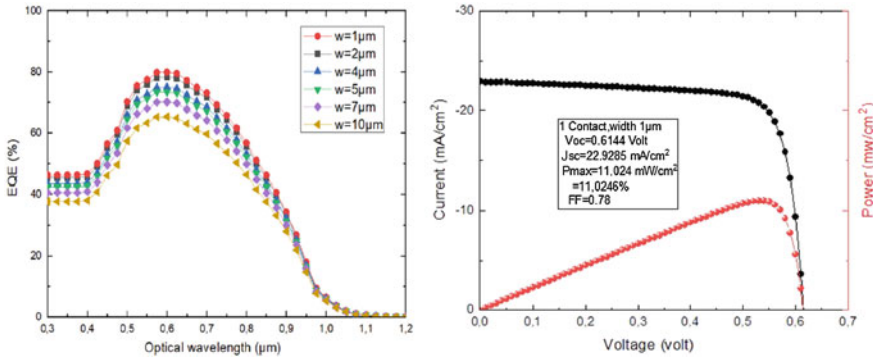 100
80
60
40
20
0
EQE (%)
0,3 0,4 0,5 0,6 0,7 0,8 0,9 1,0 1,1 1,2
Optical wavelength (µm)
w=1µm
w=2µm
w=4µm
w=5µm
w=7µm
w=10µm
-30
-20
-10
0
Current (mA/cm²)
0,0 0,1 0,2 0,3 0,4 0,5 0,6 0,7
Voltage (volt)
1 Contact,width 1µm
Voc=0.6144 Volt
Jsc=22.9285 mA/cm²
Pmax=11.024 mW/cm²
=11,0246%
FF=0.78
Power (mw/cm²)